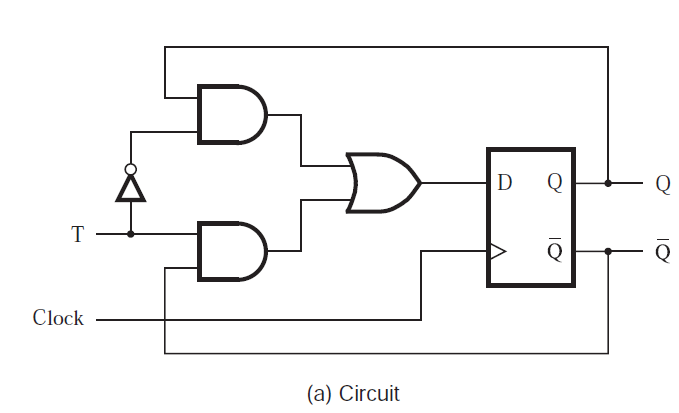 D Q Q
T Q̅ Q̅
Clock
(a) Circuit